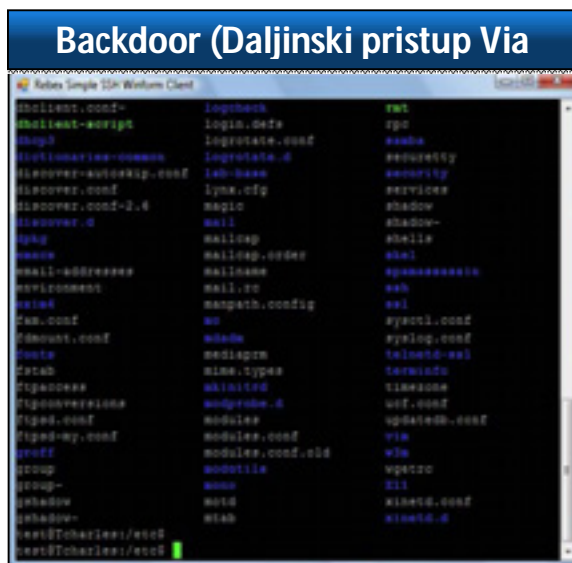 Backdoor (Daljinski pristup Via
Rebex Simple SSH Winform Client
dhclient.conf- logcheck rmt
dhclient-script login.defs rpc
dhcp3 logrotate.conf samba
dictionaries-common logrotate.d securetty
discover-autoskip.conf lsb-base security
discover.conf lynx.cfg services
discover.conf-2.6 magic shadow
discover.d mail shadow-
dpkg mailcap shells
emacs mailcap.order skel
email-addresses mailname spamassassin
environment mail.rc ssh
exim4 manpath.config ssl
fam.conf mc sysctl.conf
fdmount.conf mdadm syslog.conf
fonts mediaprm telnetd-ssl
fstab mime.types terminfo
ftpaccess mkinitrd timezone
ftpconversions modprobe.d ucf.conf
ftpd.conf modules updatedb.conf
ftpd-my.conf modules.conf vim
groff modules.conf.old w3m
group modutils wgetrc
group- mono X11
gshadow motd xinetd.conf
gshadow- mtab xinetd.d
test@Tcharles:/etc$
test@Tcharles:/etc$